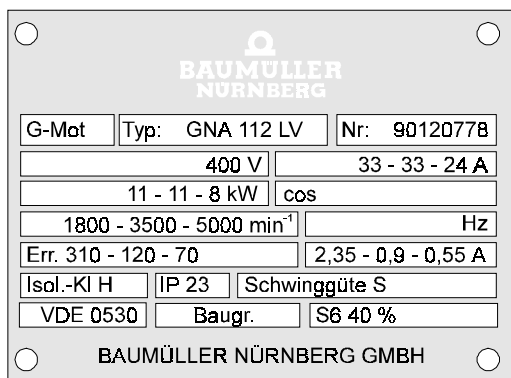 BAUMÜLLER
NÜRNBERG
G-Mot Typ: GNA 112 LV Nr: 90120778
400 V 33 - 33 - 24 A
11 - 11 - 8 kW cos
1800 - 3500 - 5000 min⁻¹ Hz
Err. 310 - 120 - 70 2,35 - 0,9 - 0,55 A
Isol.-Kl H IP 23 Schwinggüte S
VDE 0530 Baugr. S6 40 %
BAUMÜLLER NÜRNBERG GMBH